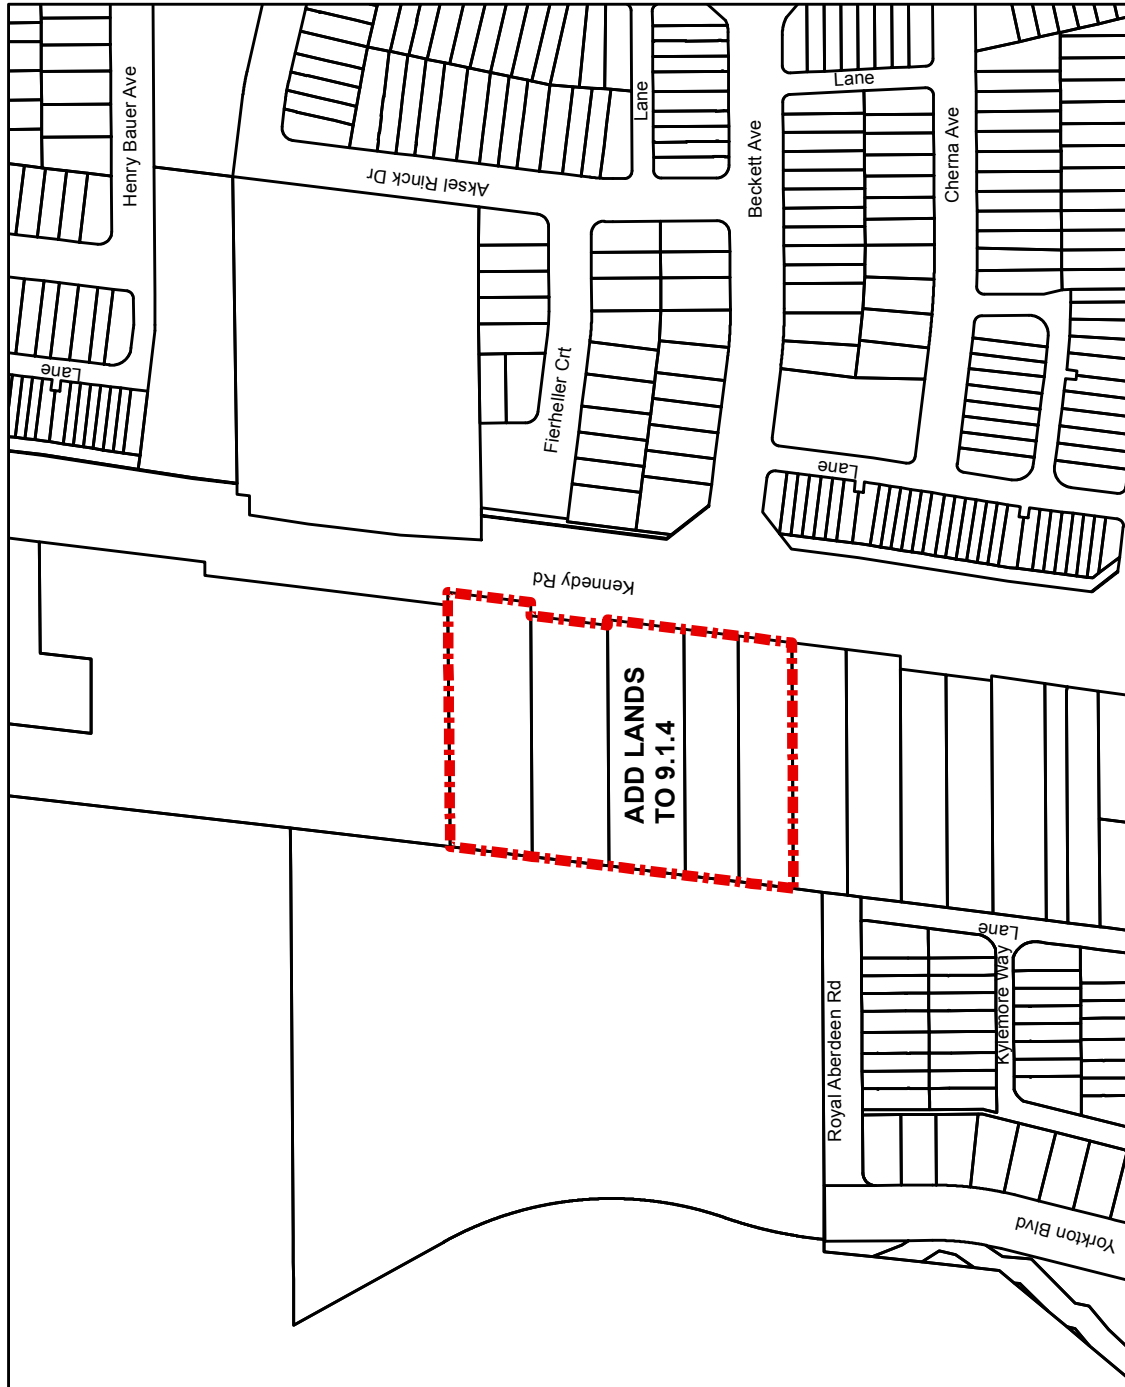 Henry Bauer Ave
Lane
Lane
Beckett Ave
Cherna Ave
Aksel Rinck Dr
Lane
Fierheller Crt
Lane
Kennedy Rd
ADD LANDS
TO 9.1.4
Lane
Kylemore Way
Royal Aberdeen Rd
Yorkton Blvd